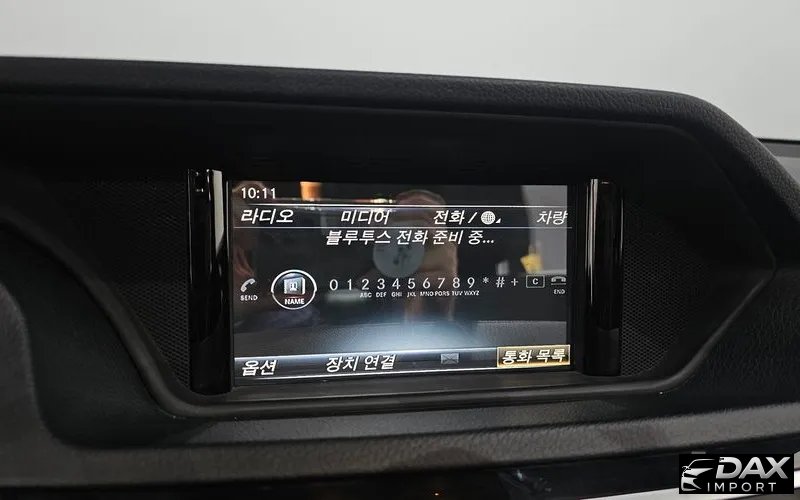 10:11
라디오 미디어 전화 / 차량
블루투스 전화 준비 중...
SEND NAME 0 1 2 3 4 5 6 7 8 9 * # + C END
ABC DEF GHI JKL MNO PQRS TUV WXYZ
옵션 장치 연결 통화 목록
DAX
IMPORT